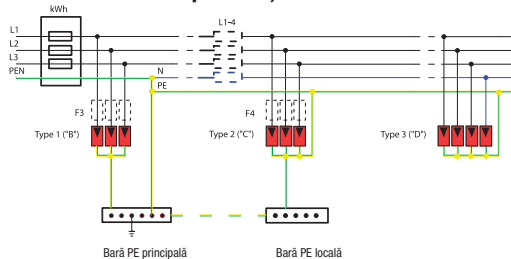 kWh
L1-4
L1
L2
L3
PEN
N
PE
F3
F4
Type 1 ("B")
Type 2 ("C")
Type 3 ("D")
Bară PE principală
Bară PE locală